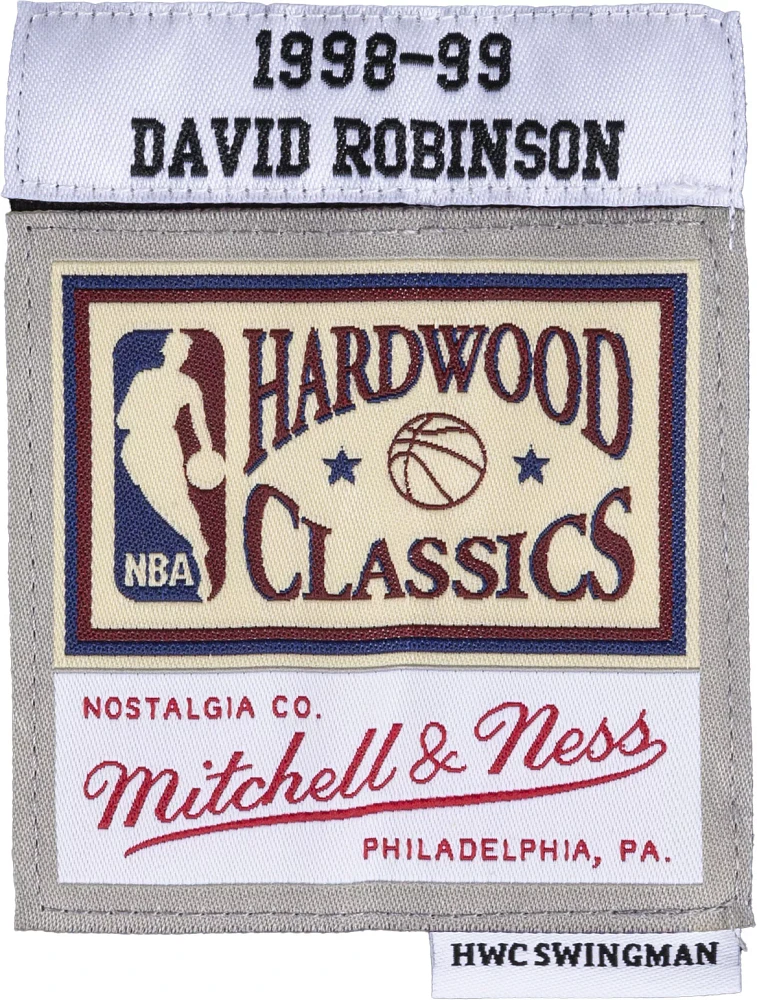 1998-99
DAVID ROBINSON
NBA
HARDWOOD
CLASSICS
NOSTALGIA CO.
Mitchell & Ness
PHILADELPHIA, PA.
HWC SWINGMAN